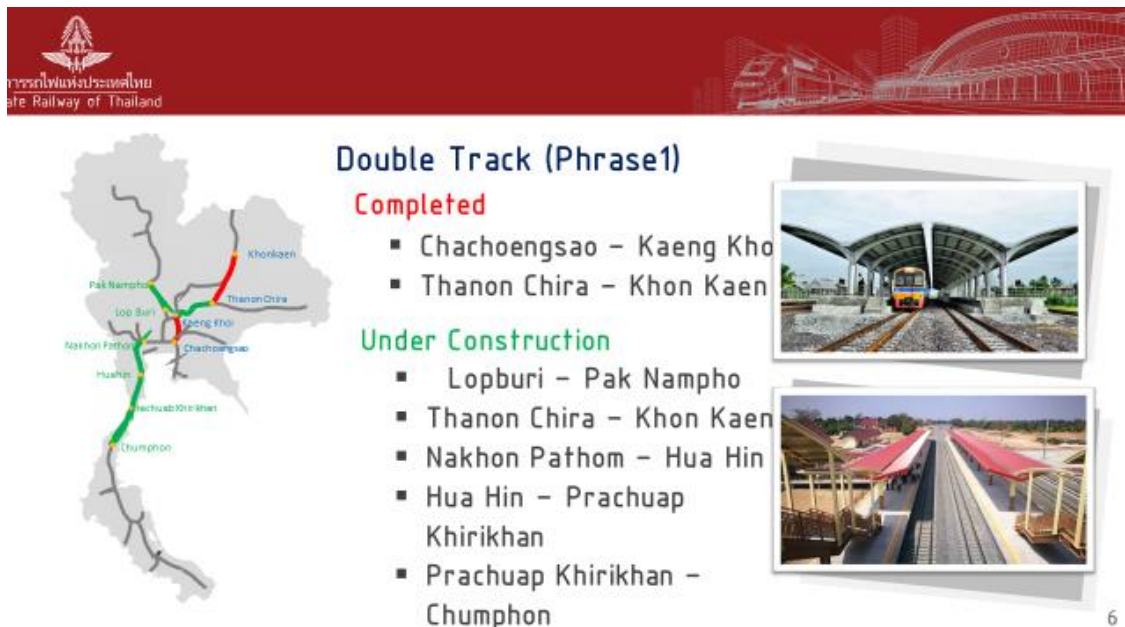 การรถไฟแห่งประเทศไทย
ate Railway of Thailand
Double Track (Phrase1)
Completed
▪ Chachoengsao – Kaeng Kho
▪ Thanon Chira – Khon Kaen
Under Construction
▪ Lopburi – Pak Nampho
▪ Thanon Chira – Khon Kaen
▪ Nakhon Pathom – Hua Hin
▪ Hua Hin – Prachuap
Khirikhan
▪ Prachuap Khirikhan –
Chumphon
Khonkaen
Pak Nampho
Thanon Chira
Lop Buri
Kaeng Khoi
Nakhon Pathon
Chachoengsao
Huahin
rachuab Khirikhan
Chumphon
6